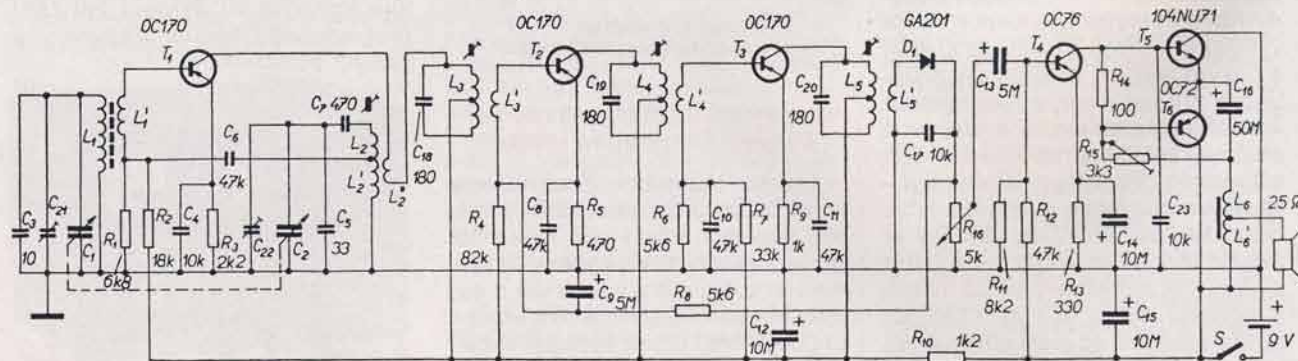 OC170
OC170
OC170
GA201
OC76
104NU71
T1
T2
T3
D1
T4
T5
OC72
T6
L1
L1'
C7 470
C6
47k
L2
L2'
L2"
C18
180
L3
L3'
C19
180
L4
L4'
C20
180
L5
L5'
C17 10k
C13
+
5M
R14
100
R15
3k3
+
C16
50M
L6
L6'
25Ω
C3
10
C21
C1
R1
6k8
R2
18k
C4
10k
R3
2k2
C22
C2
C5
33
R4
82k
C8
47k
R5
470
+
C9 5M
R6
5k6
C10
47k
R7
33k
R9
1k
C11
47k
R8 5k6
C12
10M
+
R16
5k
R11
8k2
R12
47k
R13
330
C14
+
10M
C23
10k
+
C15
10M
R10 1k2
S
+
9V